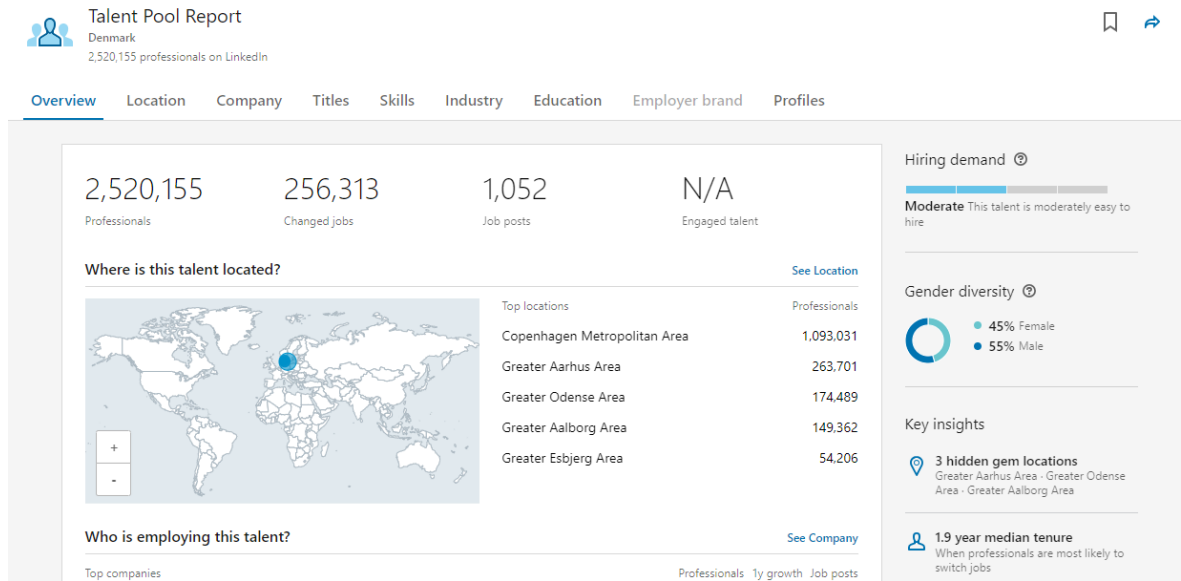 Talent Pool Report
Denmark
2,520,155 professionals on LinkedIn
Overview Location Company Titles Skills Industry Education Employer brand Profiles
2,520,155 256,313 1,052 N/A
Professionals Changed jobs Job posts Engaged talent
Where is this talent located? See Location
Top locations Professionals
Copenhagen Metropolitan Area 1,093,031
Greater Aarhus Area 263,701
Greater Odense Area 174,489
Greater Aalborg Area 149,362
Greater Esbjerg Area 54,206
+
-
Who is employing this talent? See Company
Top companies Professionals 1y growth Job posts
Hiring demand ?
Moderate This talent is moderately easy to
hire
Gender diversity ?
45% Female
55% Male
Key insights
3 hidden gem locations
Greater Aarhus Area · Greater Odense
Area · Greater Aalborg Area
1.9 year median tenure
When professionals are most likely to
switch jobs